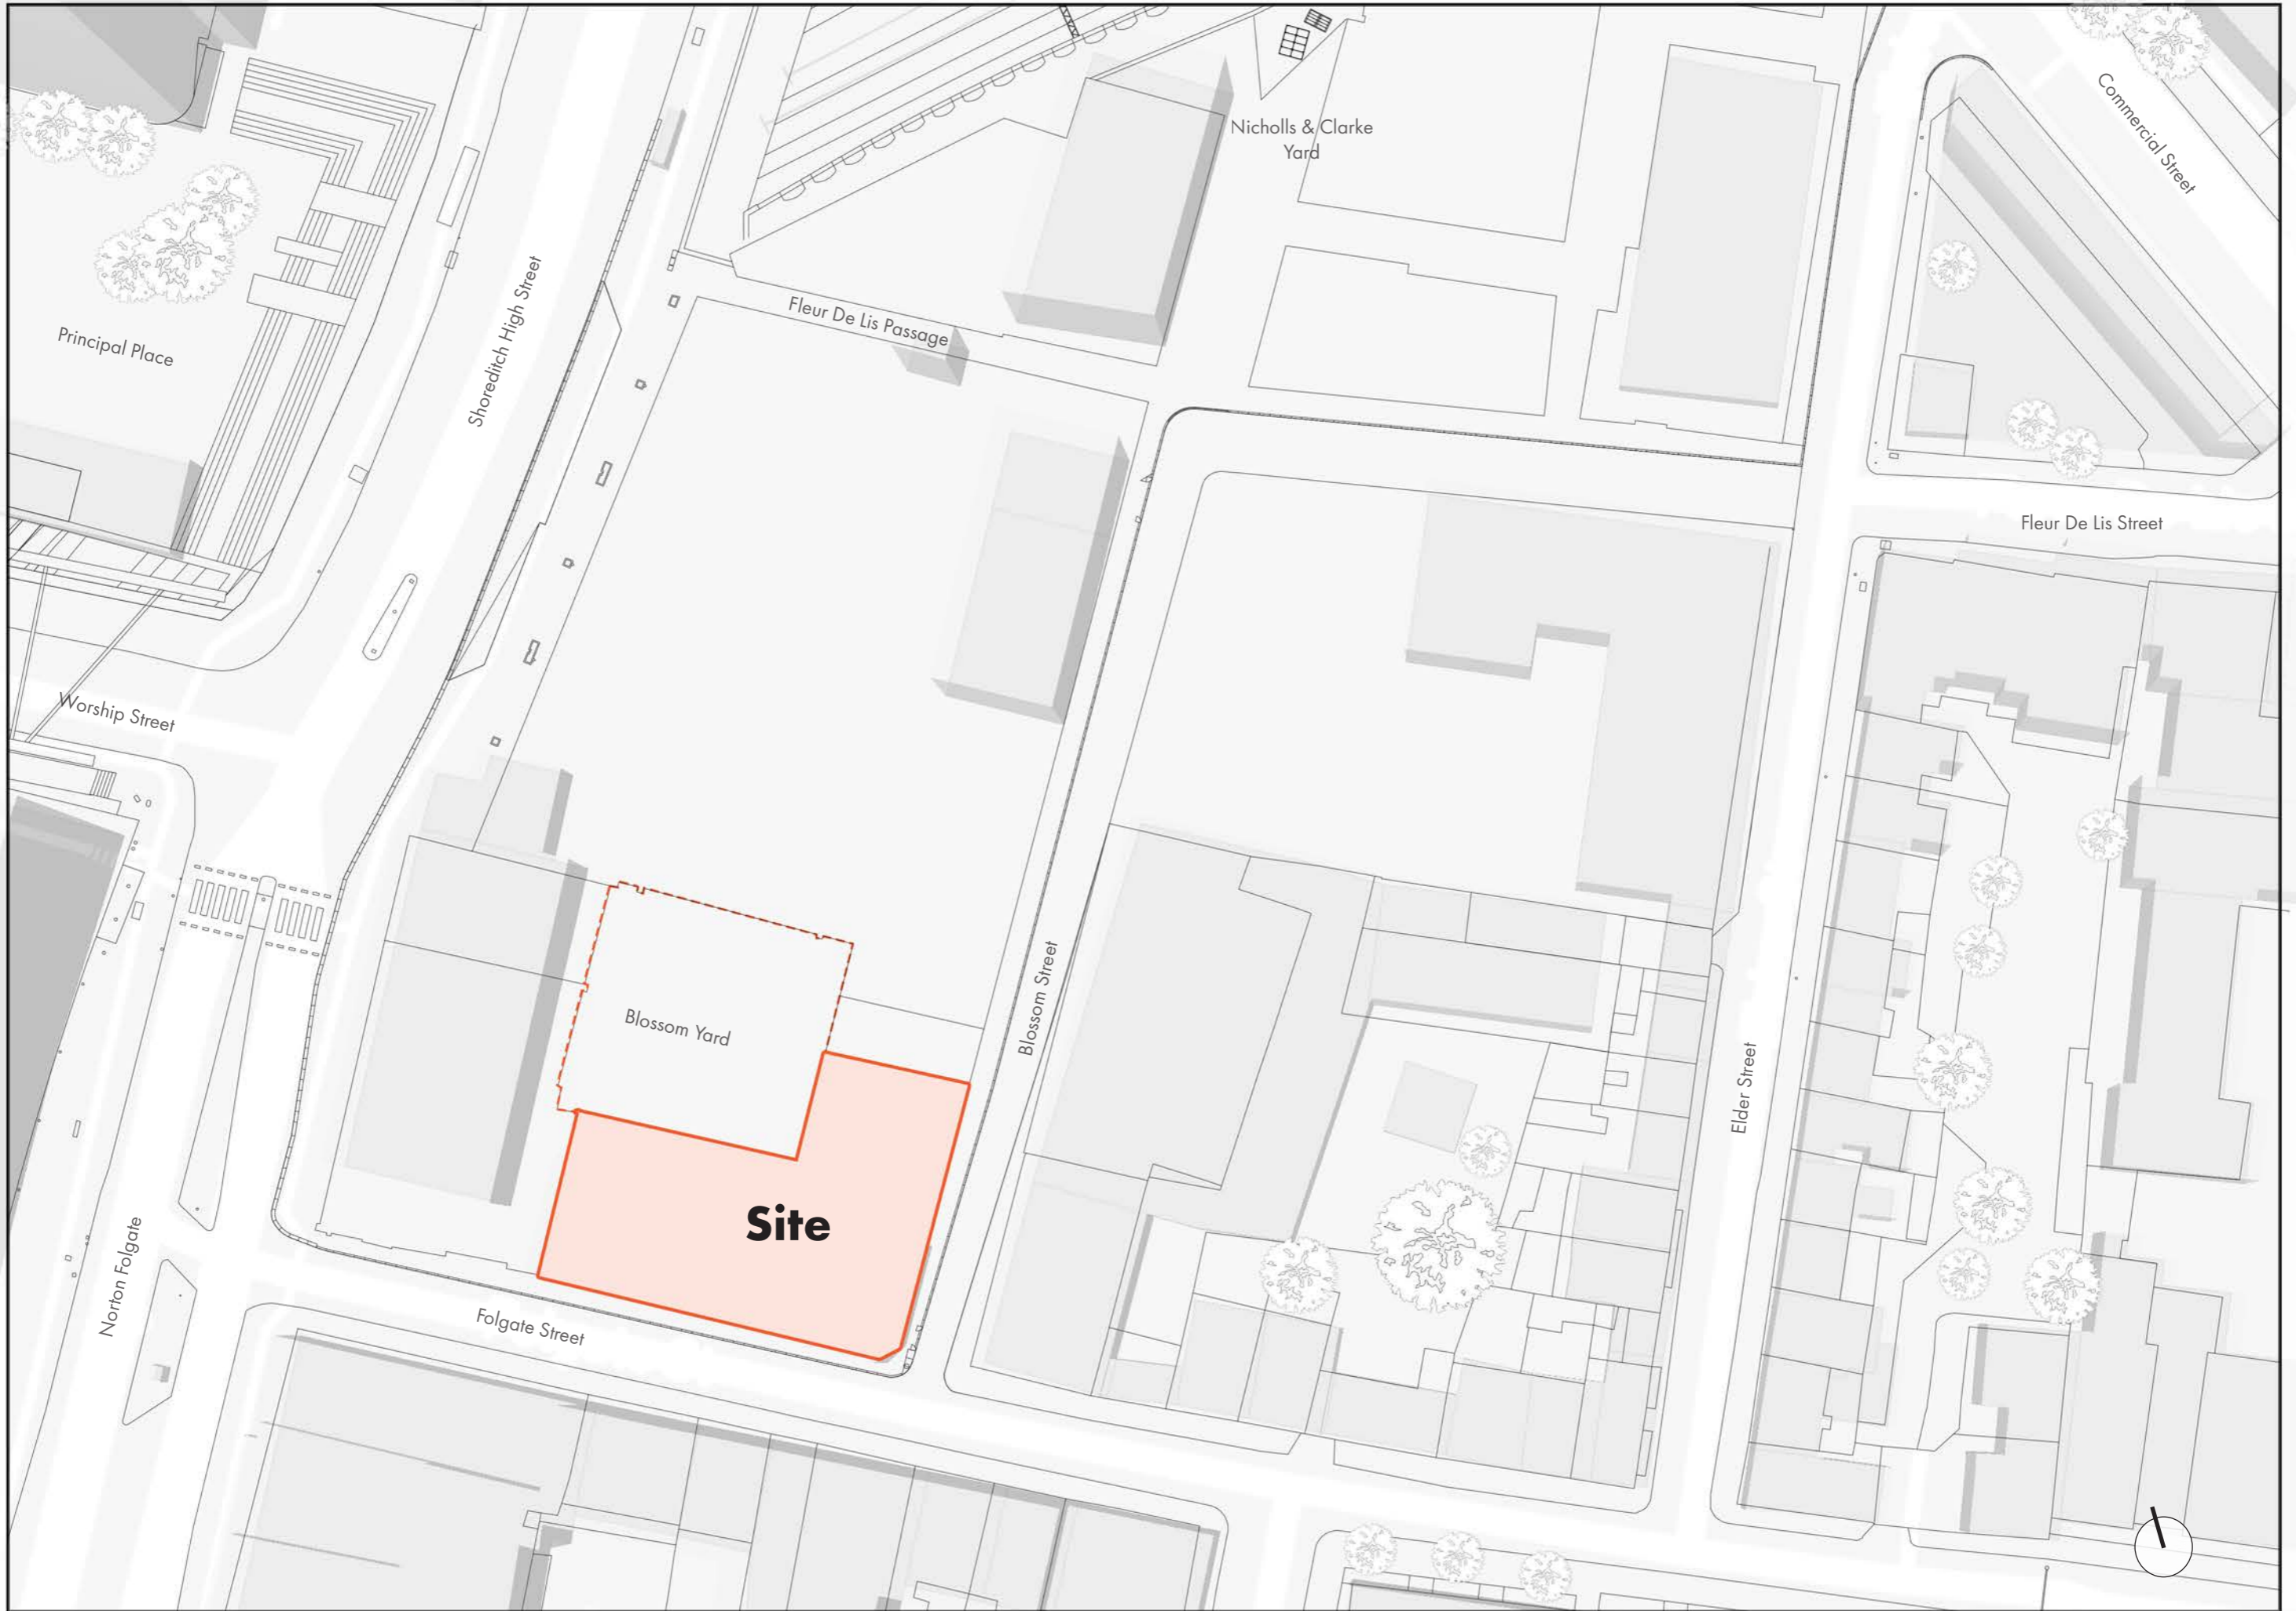 Commercial Street
Nicholls & Clarke
Yard
Principal Place
Shoreditch High Street
Fleur De Lis Passage
Fleur De Lis Street
Worship Street
Blossom Street
Blossom Yard
Elder Street
Site
Norton Folgate
Folgate Street